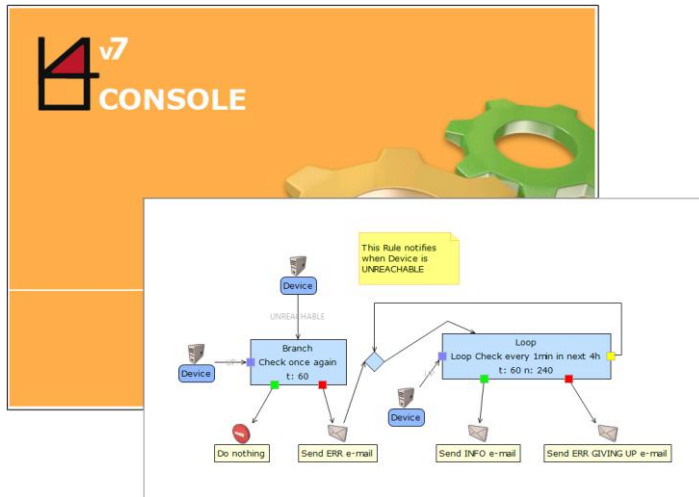 v7
CONSOLE
This Rule notifies
when Device is
UNREACHABLE
Device
UNREACHABLE
Branch
Check once again
t: 60
UP
Device
Loop
Loop Check every 1min in next 4h
t: 60 n: 240
UP
Device
Do nothing
Send ERR e-mail
Send INFO e-mail
Send ERR GIVING UP e-mail